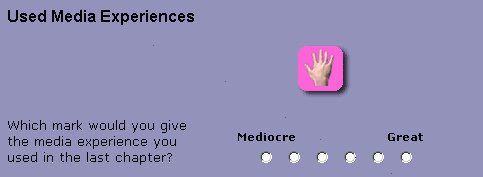 Used Media Experiences
Which mark would you give
the media experience you
used in the last chapter?
Mediocre Great